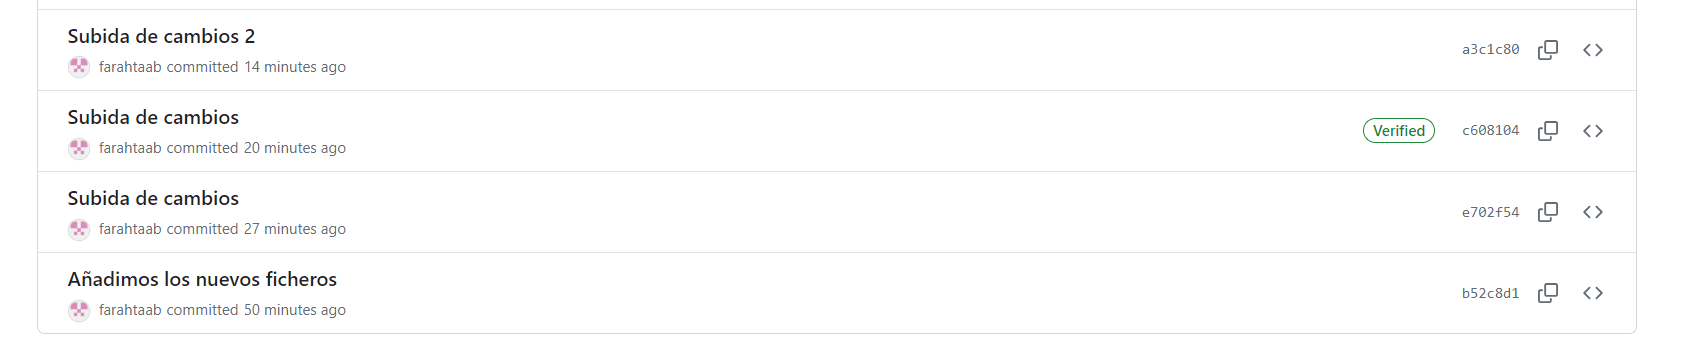 Subida de cambios 2
farahtaab committed 14 minutes ago
a3c1c80
Subida de cambios
farahtaab committed 20 minutes ago
Verified c608104
Subida de cambios
farahtaab committed 27 minutes ago
e702f54
Añadimos los nuevos ficheros
farahtaab committed 50 minutes ago
b52c8d1